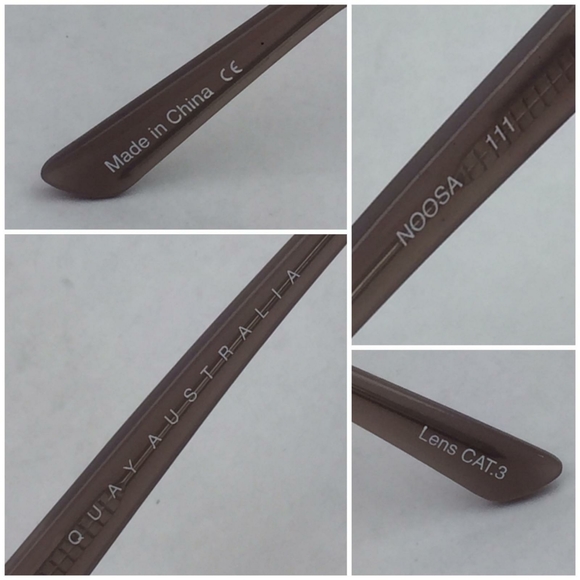 Made in China CE
NOOSA 111
QUAY AUSTRALIA
Lens CAT.3